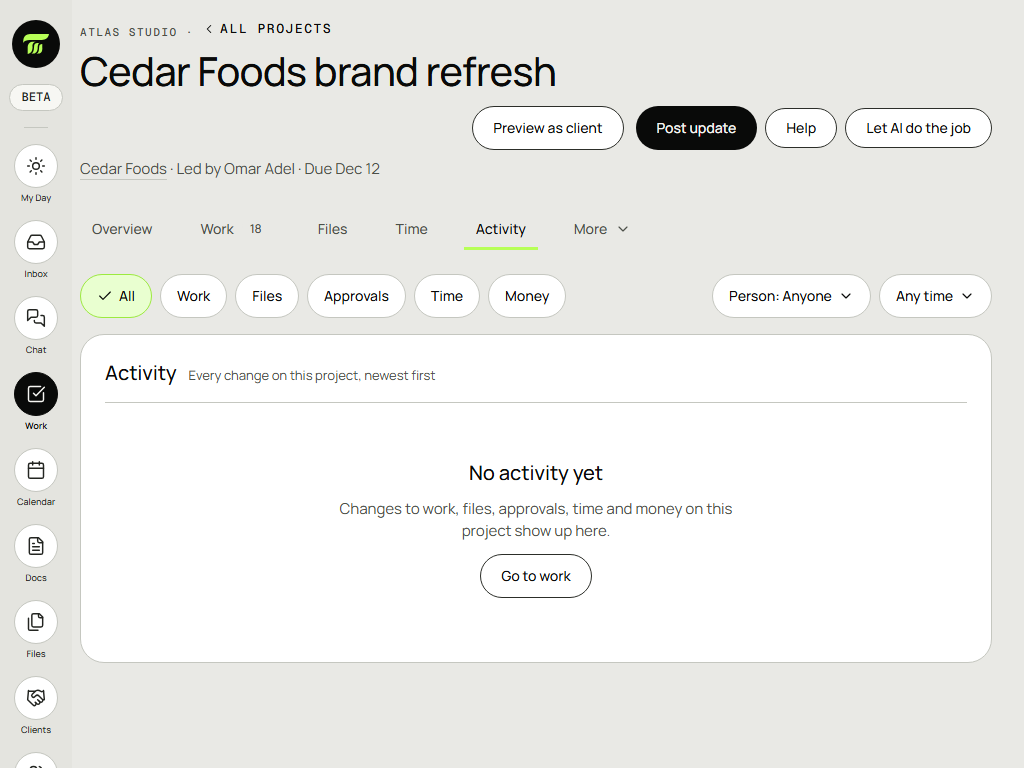 ATLAS STUDIO · ALL PROJECTS
Cedar Foods brand refresh
Preview as client
Post update
Help
Let AI do the job
Cedar Foods · Led by Omar Adel · Due Dec 12
Overview
Work 18
Files
Time
Activity
More
All
Work
Files
Approvals
Time
Money
Person: Anyone
Any time
Activity Every change on this project, newest first
No activity yet
Changes to work, files, approvals, time and money on this
project show up here.
Go to work
BETA
My Day
Inbox
Chat
Work
Calendar
Docs
Files
Clients